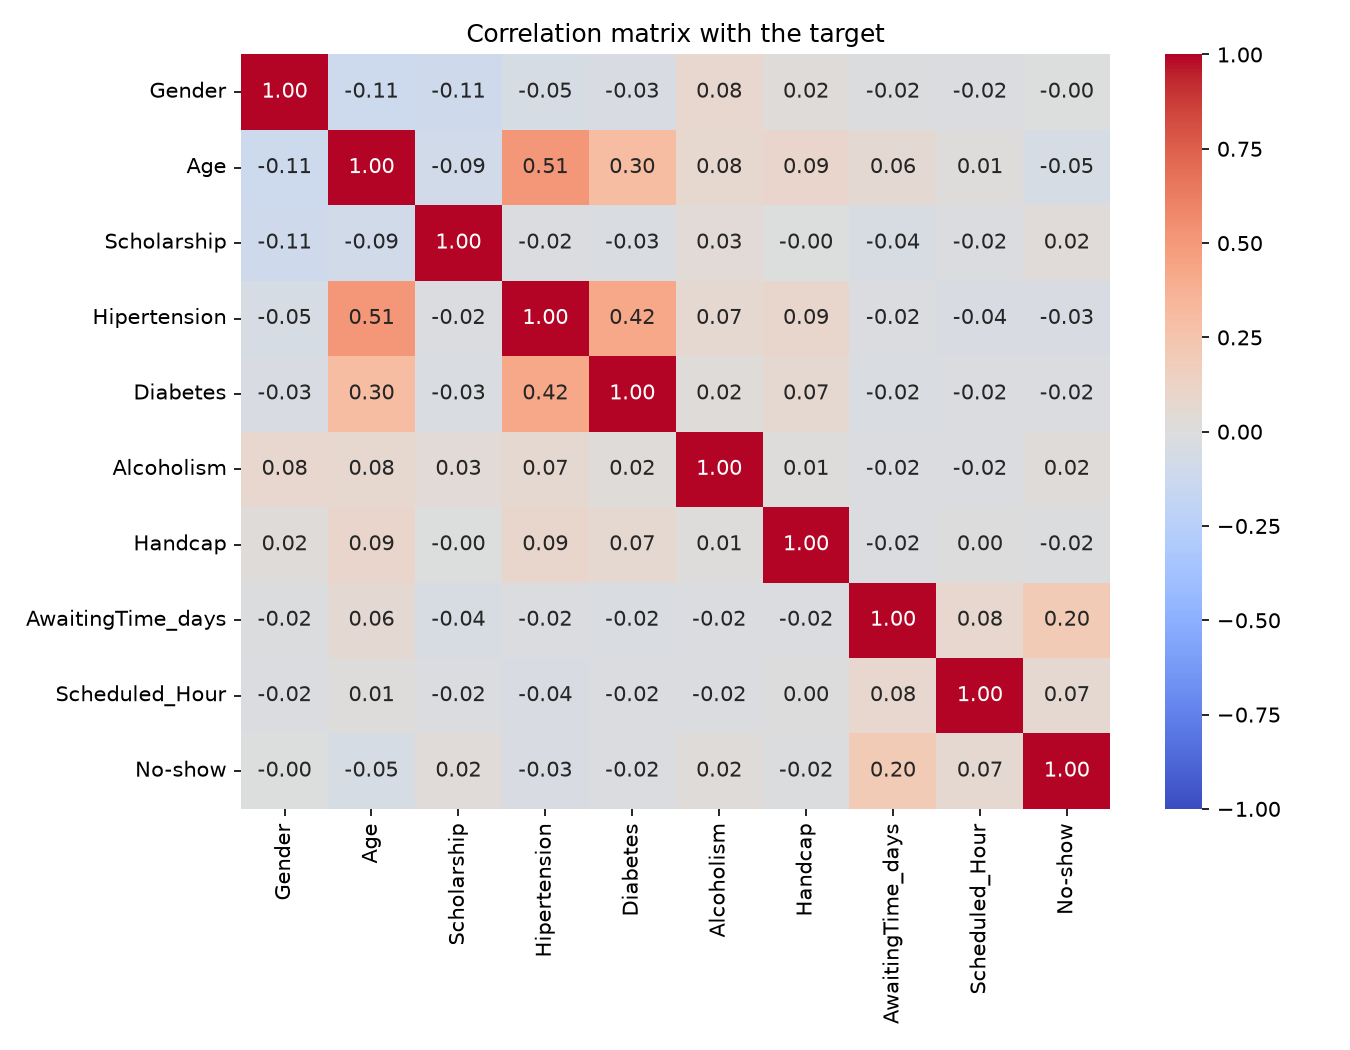 Correlation matrix with the target
Gender 1.00 -0.11 -0.11 -0.05 -0.03 0.08 0.02 -0.02 -0.02 -0.00
Age -0.11 1.00 -0.09 0.51 0.30 0.08 0.09 0.06 0.01 -0.05
Scholarship -0.11 -0.09 1.00 -0.02 -0.03 0.03 -0.00 -0.04 -0.02 0.02
Hipertension -0.05 0.51 -0.02 1.00 0.42 0.07 0.09 -0.02 -0.04 -0.03
Diabetes -0.03 0.30 -0.03 0.42 1.00 0.02 0.07 -0.02 -0.02 -0.02
Alcoholism 0.08 0.08 0.03 0.07 0.02 1.00 0.01 -0.02 -0.02 0.02
Handcap 0.02 0.09 -0.00 0.09 0.07 0.01 1.00 -0.02 0.00 -0.02
AwaitingTime_days -0.02 0.06 -0.04 -0.02 -0.02 -0.02 -0.02 1.00 0.08 0.20
Scheduled_Hour -0.02 0.01 -0.02 -0.04 -0.02 -0.02 0.00 0.08 1.00 0.07
No-show -0.00 -0.05 0.02 -0.03 -0.02 0.02 -0.02 0.20 0.07 1.00
Gender
Age
Scholarship
Hipertension
Diabetes
Alcoholism
Handcap
AwaitingTime_days
Scheduled_Hour
No-show
1.00
0.75
0.50
0.25
0.00
−0.25
−0.50
−0.75
−1.00